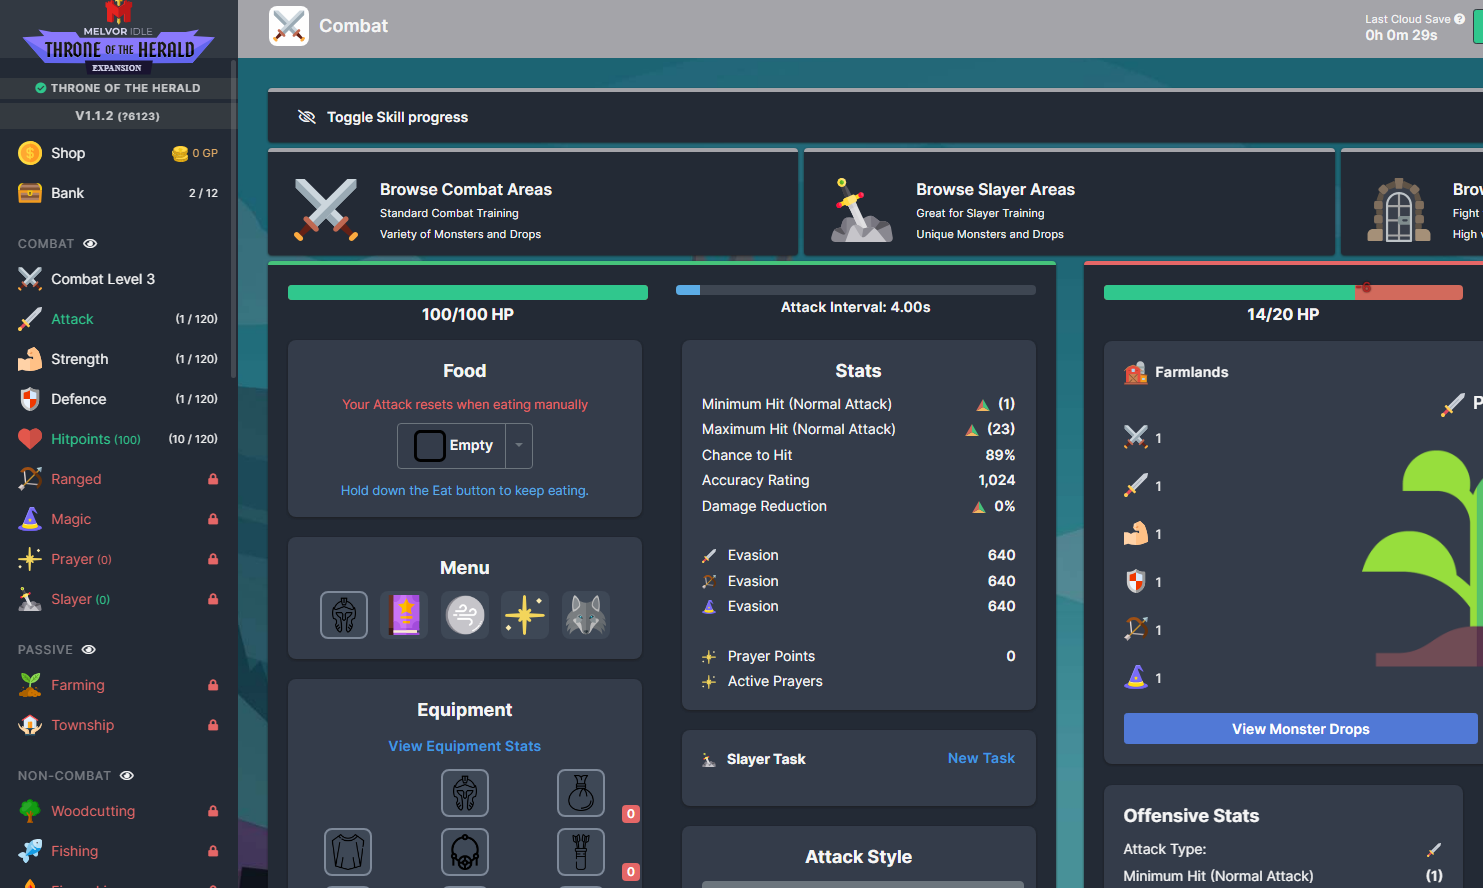 MELVOR IDLE
THRONE OF THE HERALD
EXPANSION
THRONE OF THE HERALD
V1.1.2 (?6123)
Shop
0 GP
Bank
2 / 12
COMBAT
Combat Level 3
Attack
(1 / 120)
Strength
(1 / 120)
Defence
(1 / 120)
Hitpoints (100)
(10 / 120)
Ranged
Magic
Prayer (0)
Slayer (0)
PASSIVE
Farming
Township
NON-COMBAT
Woodcutting
Fishing
Combat
Last Cloud Save
0h 0m 29s
Toggle Skill progress
Browse Combat Areas
Standard Combat Training
Variety of Monsters and Drops
Browse Slayer Areas
Great for Slayer Training
Unique Monsters and Drops
Brow
Fight
High
100/100 HP
Food
Your Attack resets when eating manually
Empty
Hold down the Eat button to keep eating.
Menu
Equipment
View Equipment Stats
0
0
Attack Interval: 4.00s
Stats
Minimum Hit (Normal Attack)
(1)
Maximum Hit (Normal Attack)
(23)
Chance to Hit
89%
Accuracy Rating
1,024
Damage Reduction
0%
Evasion
640
Evasion
640
Evasion
640
Prayer Points
0
Active Prayers
Slayer Task
New Task
Attack Style
-6
14/20 HP
Farmlands
P
1
1
1
1
1
1
View Monster Drops
Offensive Stats
Attack Type:
Minimum Hit (Normal Attack)
(1)